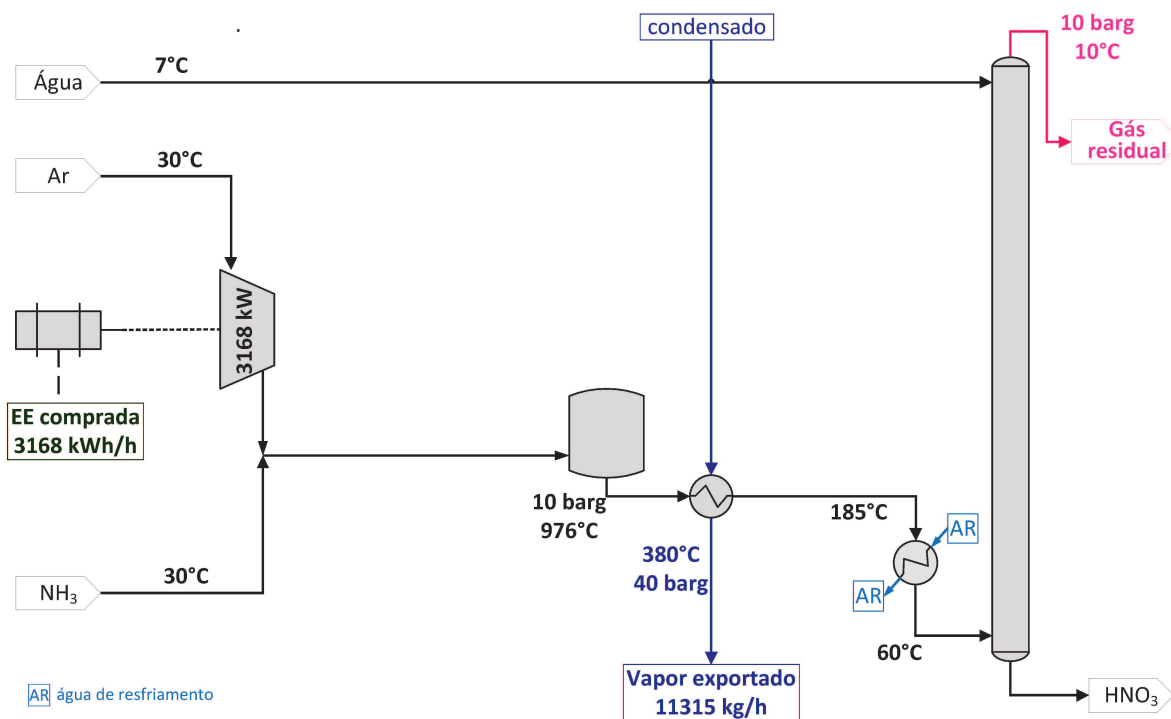 condensado
10 barg
10°C
Água
7°C
Gás
residual
Ar
30°C
3168 kW
EE comprada
3168 kWh/h
10 barg
976°C
185°C
AR
380°C
40 barg
AR
NH₃
30°C
60°C
Vapor exportado
11315 kg/h
HNO₃
AR água de resfriamento